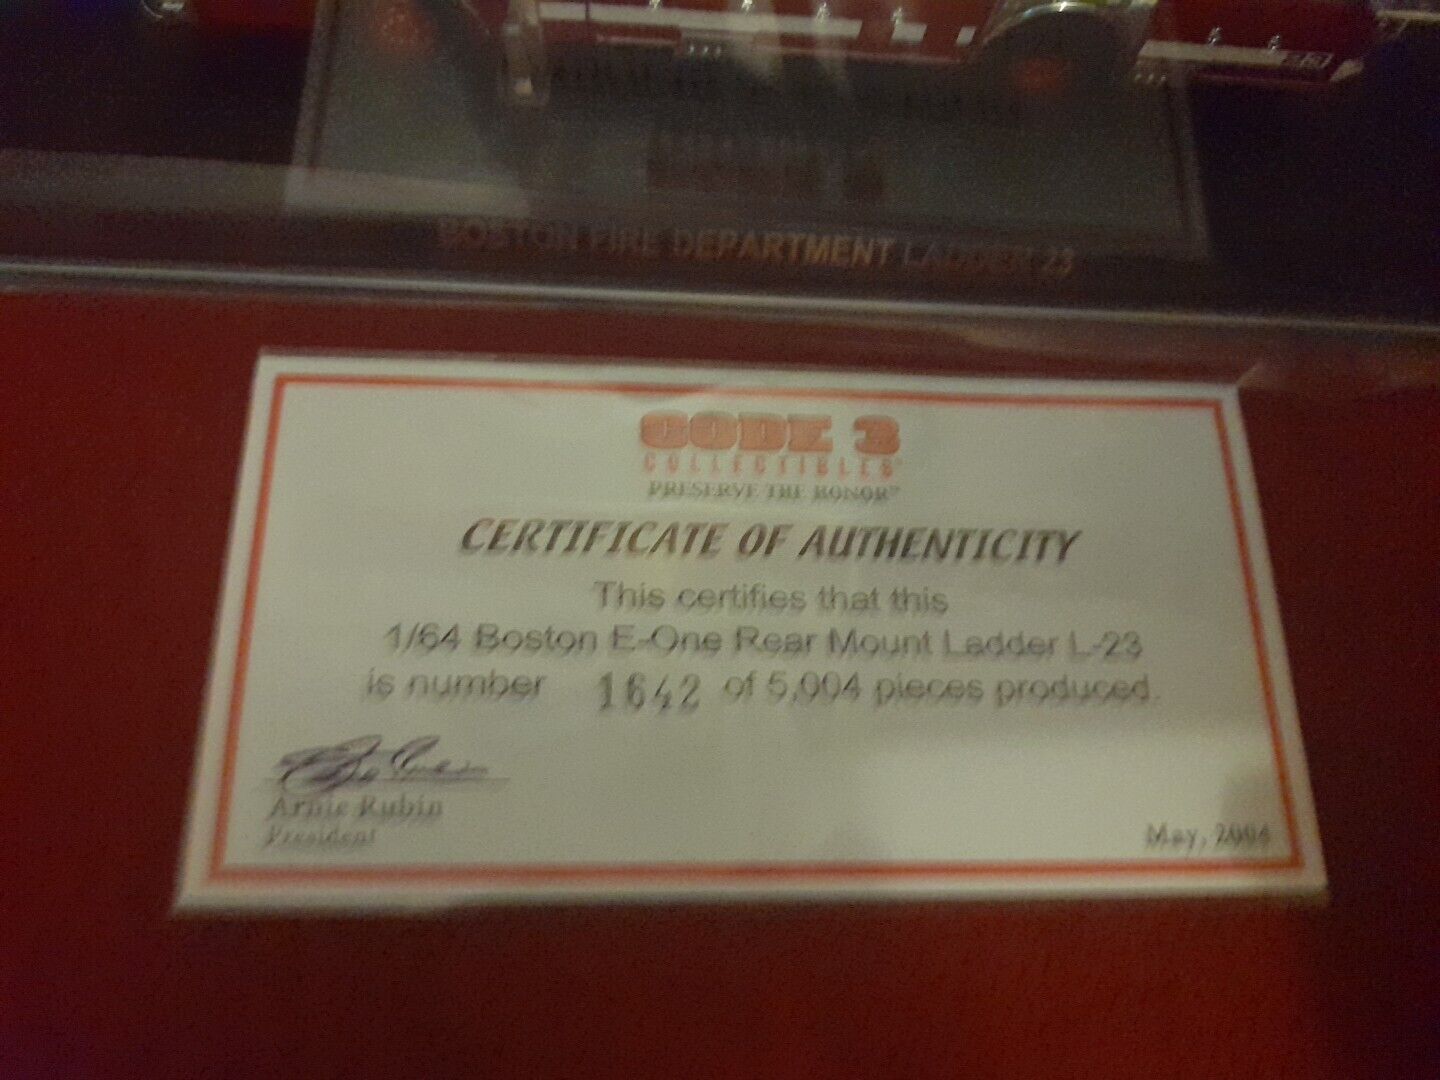 BOSTON FIRE DEPARTMENT LADDER 23
CODE 3
COLLECTIBLES®
PRESERVE THE HONOR™
CERTIFICATE OF AUTHENTICITY
This certifies that this
1/64 Boston E-One Rear Mount Ladder L-23
is number 1642 of 5,004 pieces produced.
Arnie Rubin
President
May, 2004